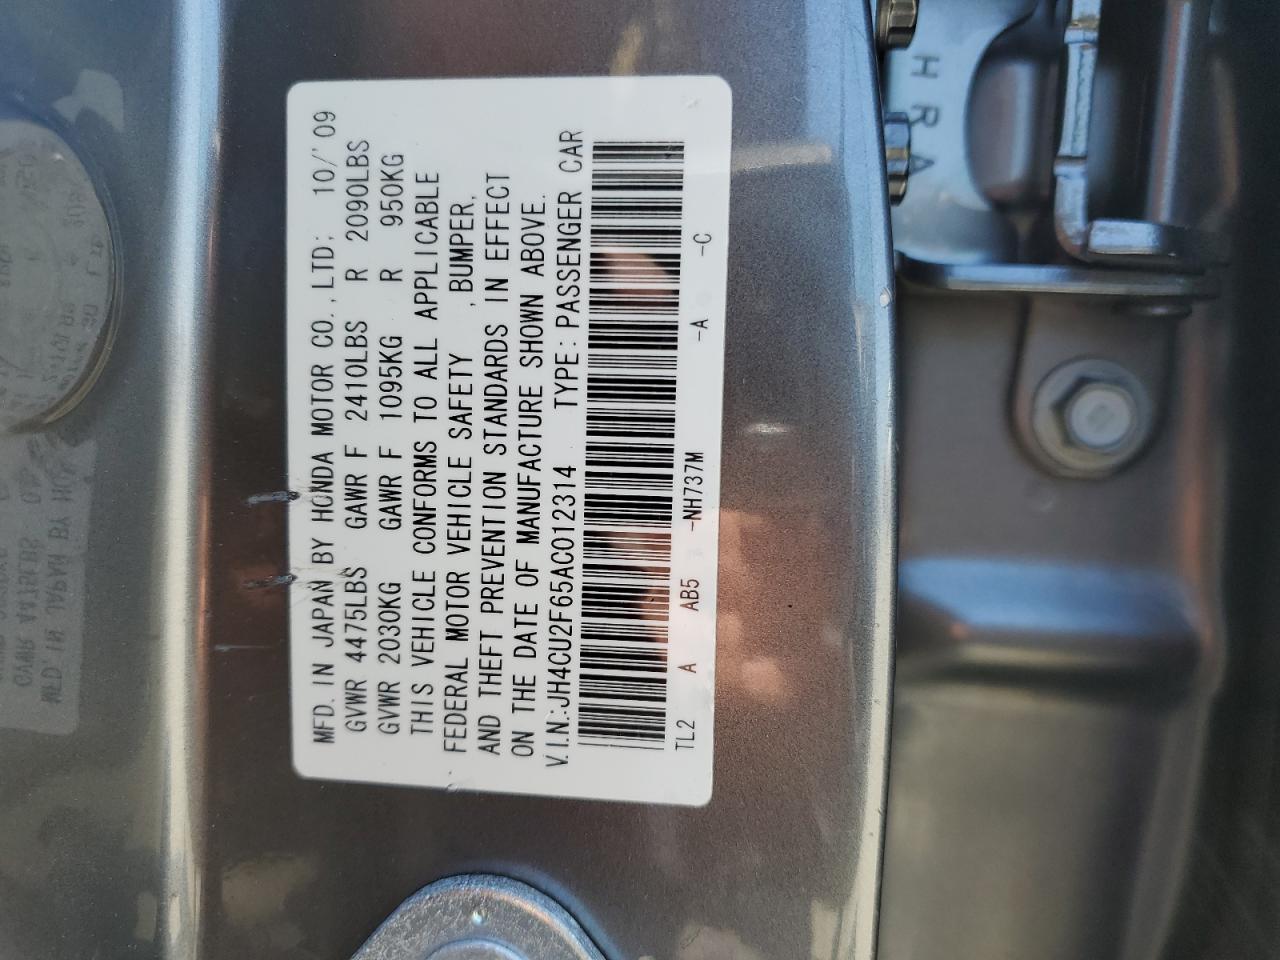 MFD. IN JAPAN BY HONDA MOTOR CO., LTD: 10/'09
GVWR 4475LBS GAWR F 2410LBS R 2090LBS
GVWR 2030KG GAWR F 1095KG R 950KG
THIS VEHICLE CONFORMS TO ALL APPLICABLE
FEDERAL MOTOR VEHICLE SAFETY , BUMPER,
AND THEFT PREVENTION STANDARDS IN EFFECT
ON THE DATE OF MANUFACTURE SHOWN ABOVE.
V.I.N.:JH4CU2F65AC012314 TYPE:PASSENGER CAR
TL2 A AB5 -NH737M -A -C
H R A